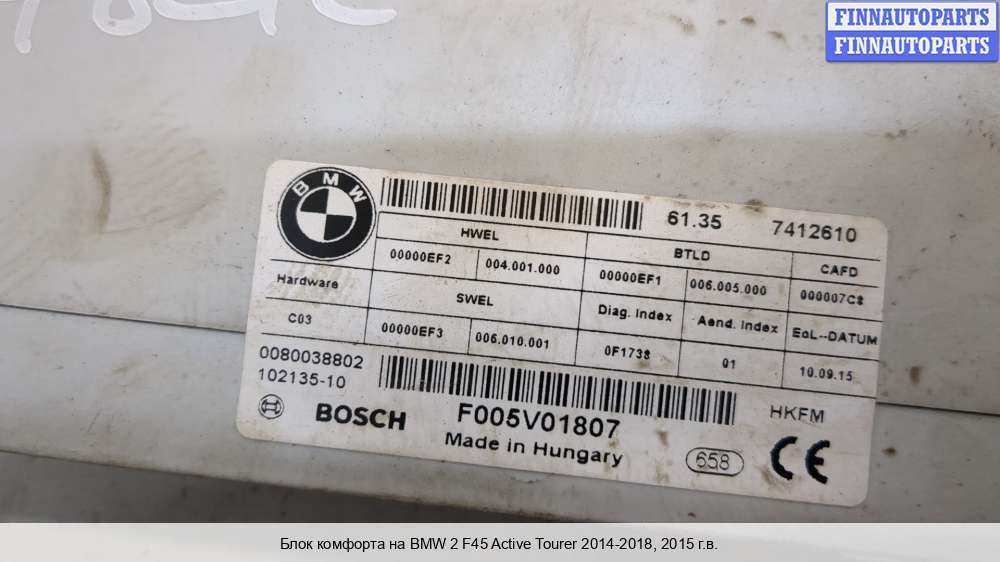 FINNAUTOPARTS
FINNAUTOPARTS
BMW
61.35 7412610
HWEL BTLD CAFD
00000EF2 004.001.000 00000EF1 006.005.000 000007C8
Hardware SWEL Diag. Index Aend. Index EoL--DATUM
C03 00000EF3 006.010.001 0F1738 01 10.09.15
0080038802
102135-10
BOSCH F005V01807 HKFM
Made in Hungary 658 CE
Блок комфорта на BMW 2 F45 Active Tourer 2014-2018, 2015 г.в.